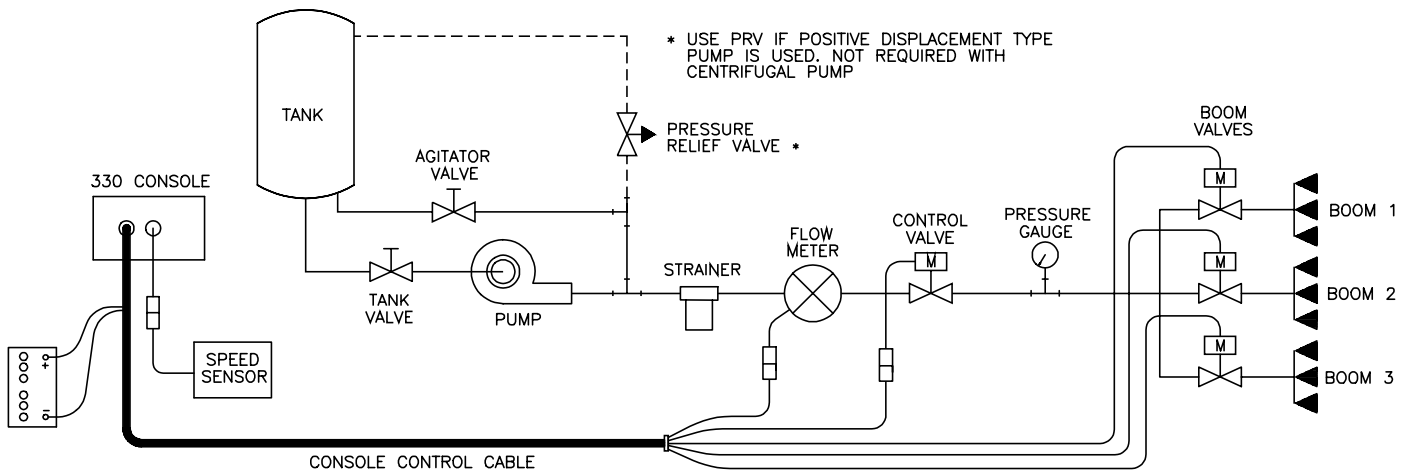 * USE PRV IF POSITIVE DISPLACEMENT TYPE
PUMP IS USED. NOT REQUIRED WITH
CENTRIFUGAL PUMP
TANK
PRESSURE
RELIEF VALVE *
BOOM
VALVES
AGITATOR
VALVE
330 CONSOLE
M
BOOM 1
CONTROL
VALVE
PRESSURE
GAUGE
FLOW
METER
M
M
STRAINER
BOOM 2
TANK
VALVE
PUMP
M
SPEED
SENSOR
+
-
BOOM 3
CONSOLE CONTROL CABLE